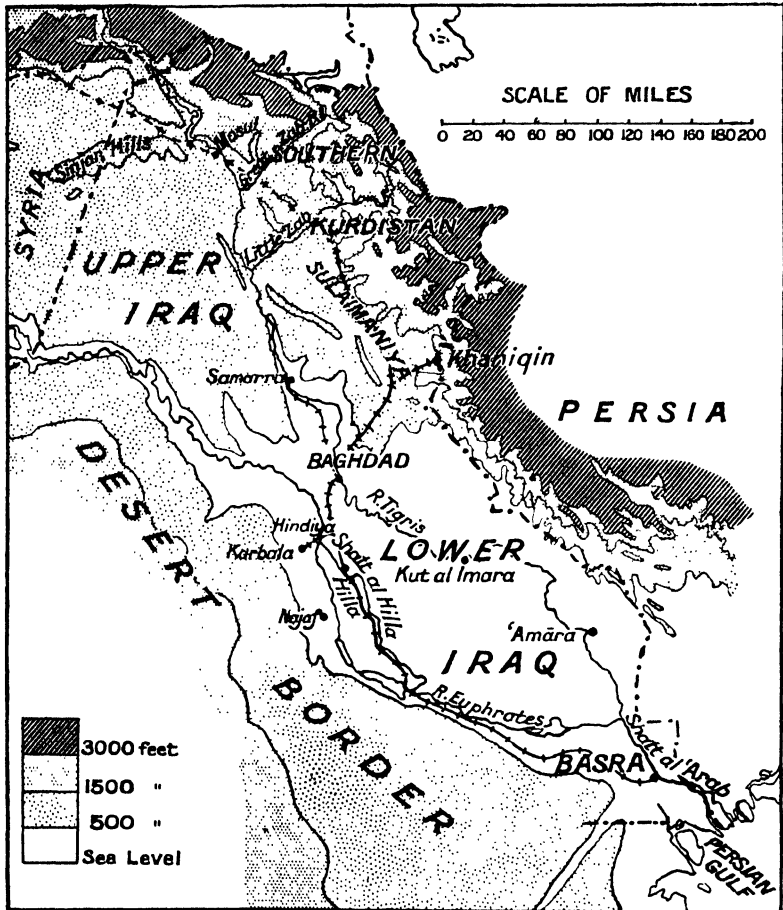 SCALE OF MILES
0 20 40 60 80 100 120 140 160 180 200
Mosul
Zab R.
Sinjar Hills
SOUTHERN
KURDISTAN
SYRIA
Little Zab
UPPER
IRAQ
SULAIMANIYA
Khaniqin
Samarra
PERSIA
BAGHDAD
DESERT
R.Tigris
Hindiya
LOWER
Karbala
Kut al Imara
Shatt al Hilla
Hilla
Najaf
'Amāra
IRAQ
BORDER
R.Euphrates
Shatt al 'Arab
BASRA
3000 feet
1500 "
500 "
Sea Level
PERSIAN
GULF